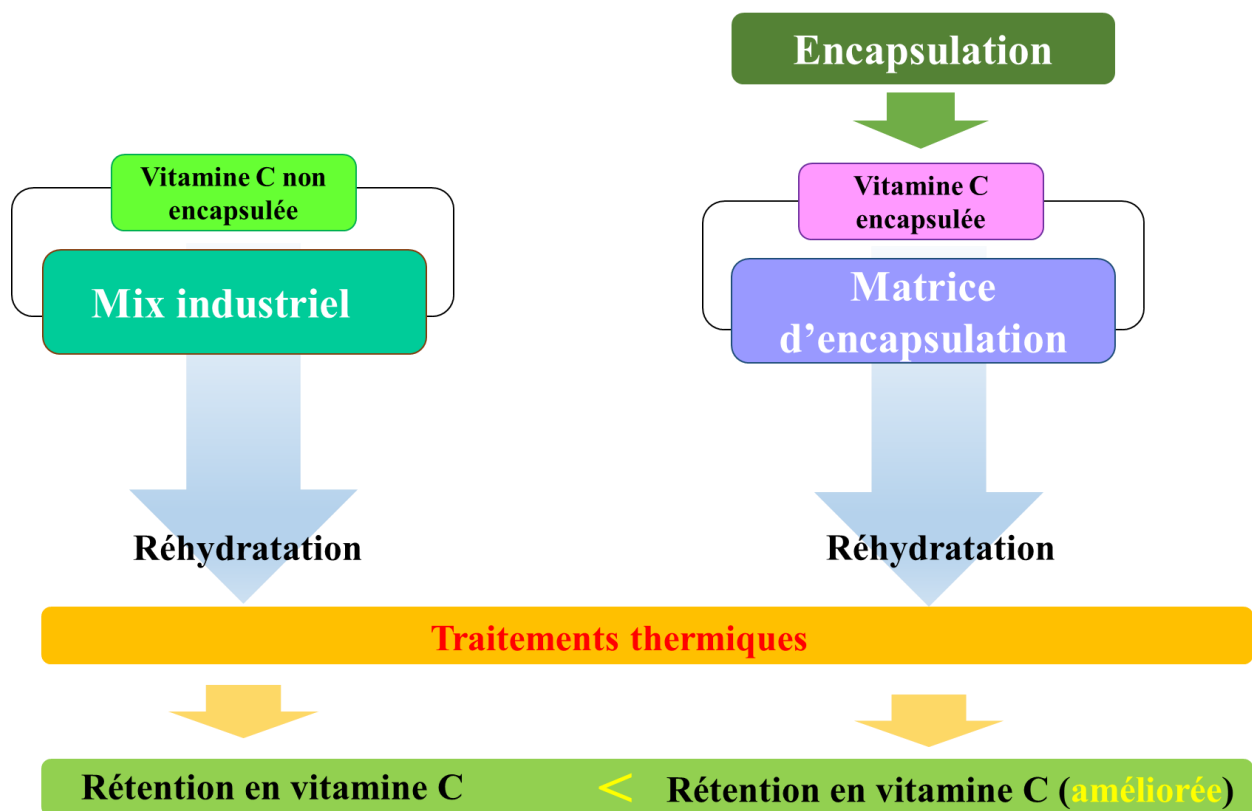 Encapsulation
Vitamine C non
encapsulée
Mix industriel
Vitamine C
encapsulée
Matrice
d'encapsulation
Réhydratation
Réhydratation
Traitements thermiques
Rétention en vitamine C < Rétention en vitamine C (améliorée)